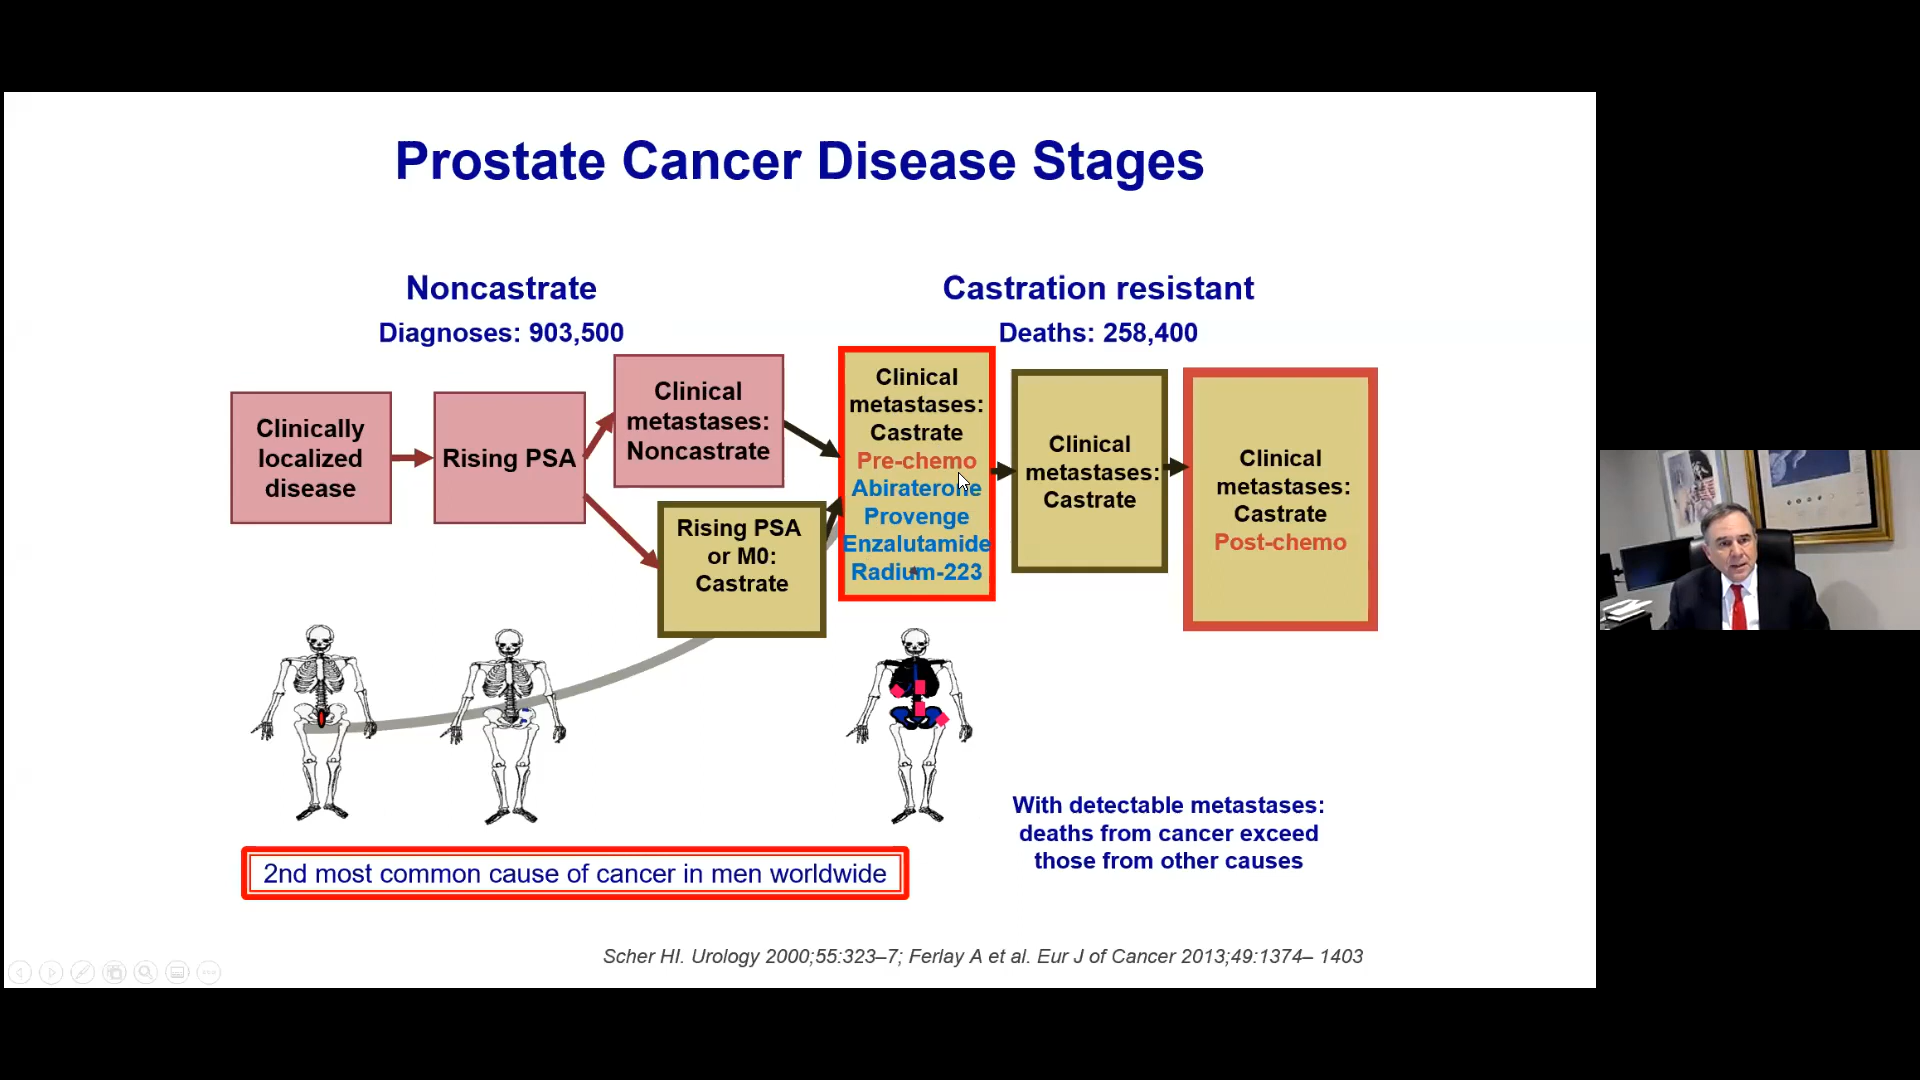 Prostate Cancer Disease Stages
Noncastrate
Diagnoses: 903,500
Castration resistant
Deaths: 258,400
Clinically
localized
disease
Rising PSA
Clinical
metastases:
Noncastrate
Rising PSA
or M0:
Castrate
Clinical
metastases:
Castrate
Pre-chemo
Abiraterone
Provenge
Enzalutamide
Radium-223
Clinical
metastases:
Castrate
Clinical
metastases:
Castrate
Post-chemo
With detectable metastases:
deaths from cancer exceed
those from other causes
2nd most common cause of cancer in men worldwide
Scher HI. Urology 2000;55:323–7; Ferlay A et al. Eur J of Cancer 2013;49:1374– 1403